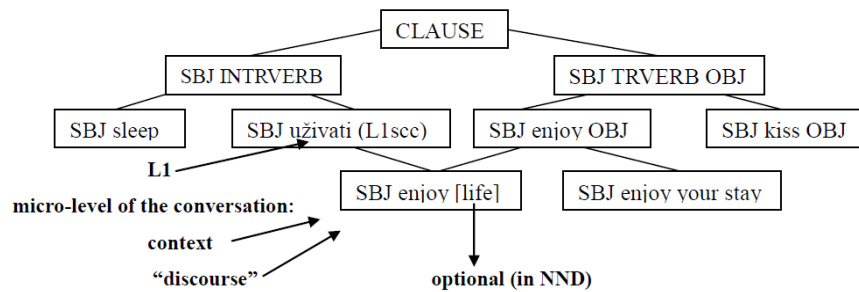 CLAUSE
SBJ INTRVERB
SBJ TRVERB OBJ
SBJ sleep
SBJ uživati (L1scc)
SBJ enjoy OBJ
SBJ kiss OBJ
L1
SBJ enjoy [life]
SBJ enjoy your stay
micro-level of the conversation:
context
“discourse”
optional (in NND)